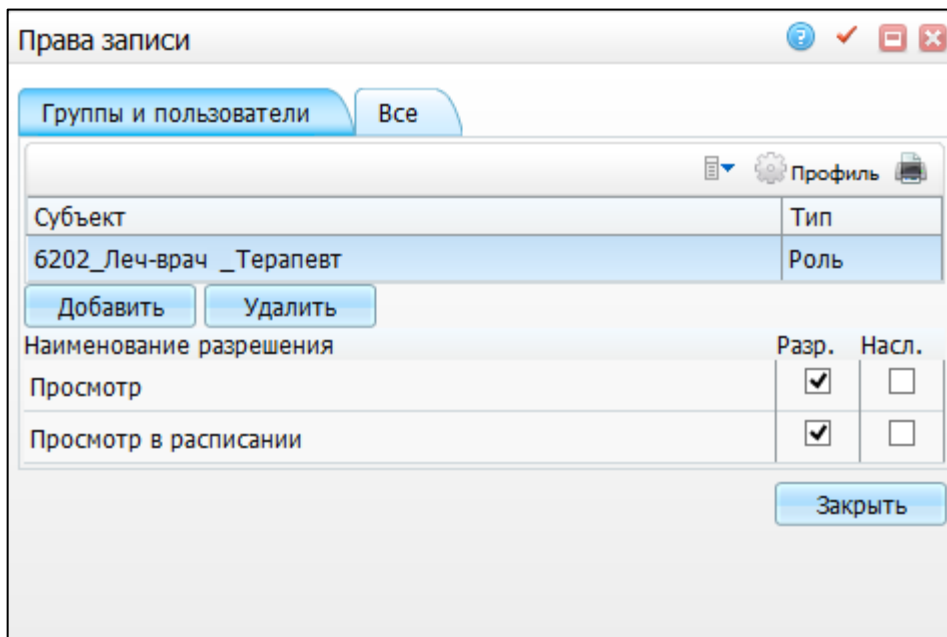 Права записи
Группы и пользователи Все
Профиль
Субъект Тип
6202_Леч-врач _Терапевт Роль
Добавить Удалить
Наименование разрешения Разр. Насл.
Просмотр
Просмотр в расписании
Закрыть